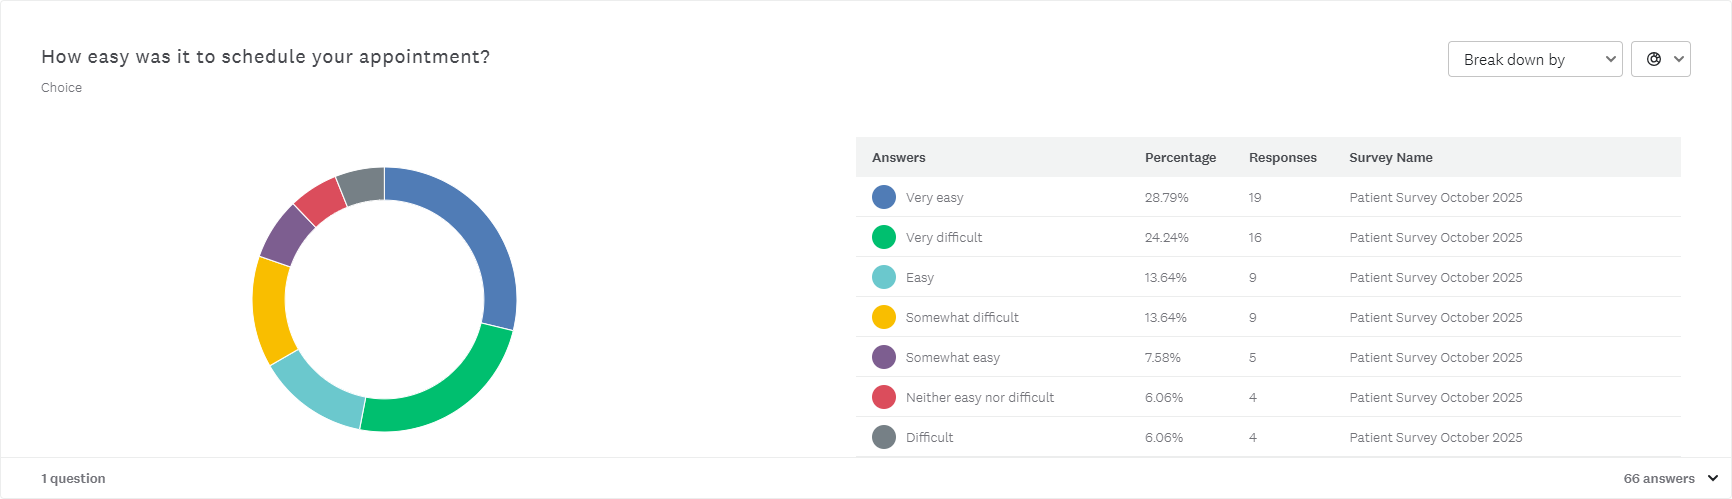 How easy was it to schedule your appointment?
Choice
Break down by
Answers Percentage Responses Survey Name
Very easy 28.79% 19 Patient Survey October 2025
Very difficult 24.24% 16 Patient Survey October 2025
Easy 13.64% 9 Patient Survey October 2025
Somewhat difficult 13.64% 9 Patient Survey October 2025
Somewhat easy 7.58% 5 Patient Survey October 2025
Neither easy nor difficult 6.06% 4 Patient Survey October 2025
Difficult 6.06% 4 Patient Survey October 2025
1 question 66 answers